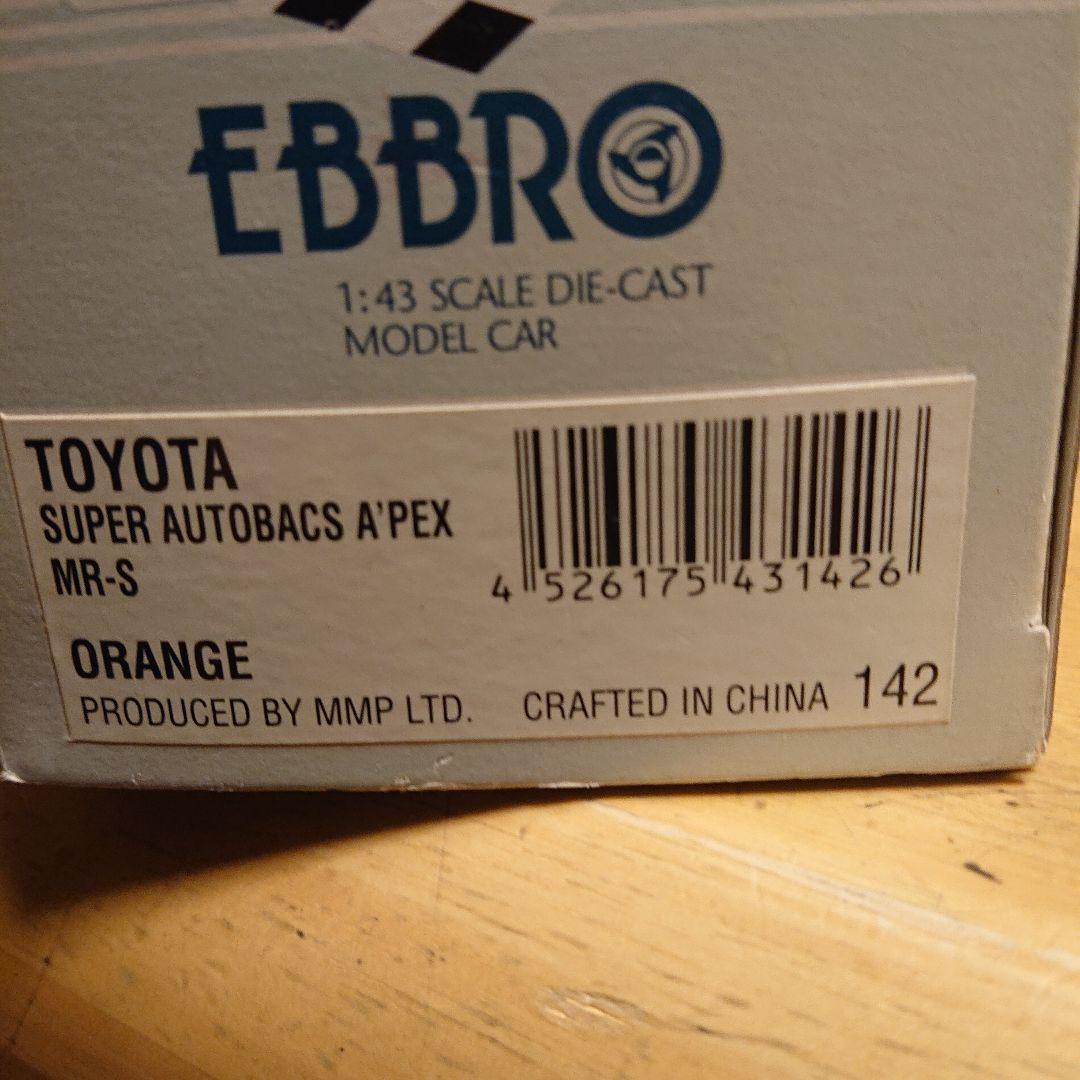 EBBRO
1:43 SCALE DIE-CAST
MODEL CAR
TOYOTA
SUPER AUTOBACS A'PEX
MR-S
4 526175 431426
ORANGE
PRODUCED BY MMP LTD. CRAFTED IN CHINA 142